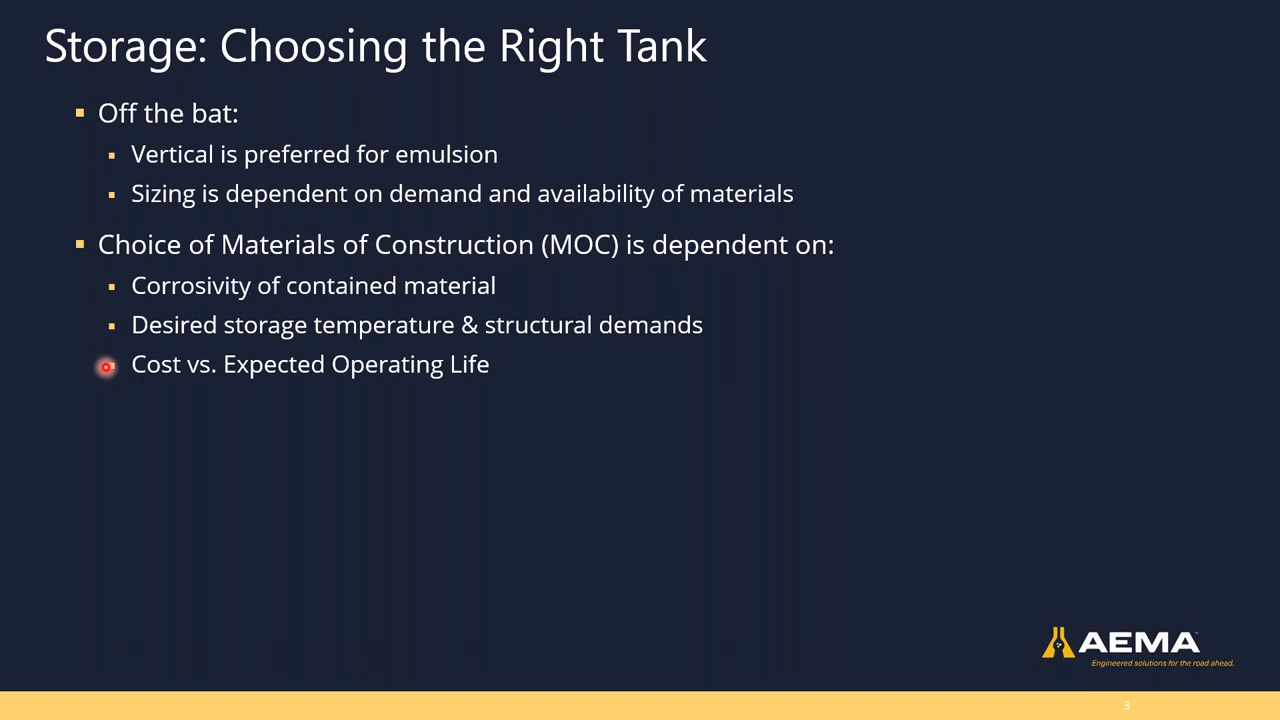 Storage: Choosing the Right Tank
Off the bat:
Vertical is preferred for emulsion
Sizing is dependent on demand and availability of materials
Choice of Materials of Construction (MOC) is dependent on:
Corrosivity of contained material
Desired storage temperature & structural demands
Cost vs. Expected Operating Life
AEMA
Engineered solutions for the road ahead.
3